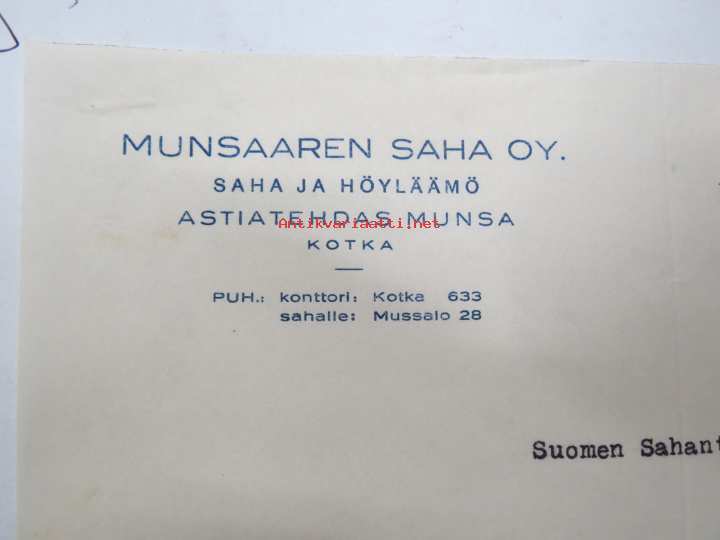 MUNSAAREN SAHA OY.
SAHA JA HÖYLÄÄMÖ
ASTIATEHDAS MUNSA
Antikvariaatti.net
KOTKA
PUH.: konttori: Kotka 633
sahalle: Mussalo 28
Suomen Sahant